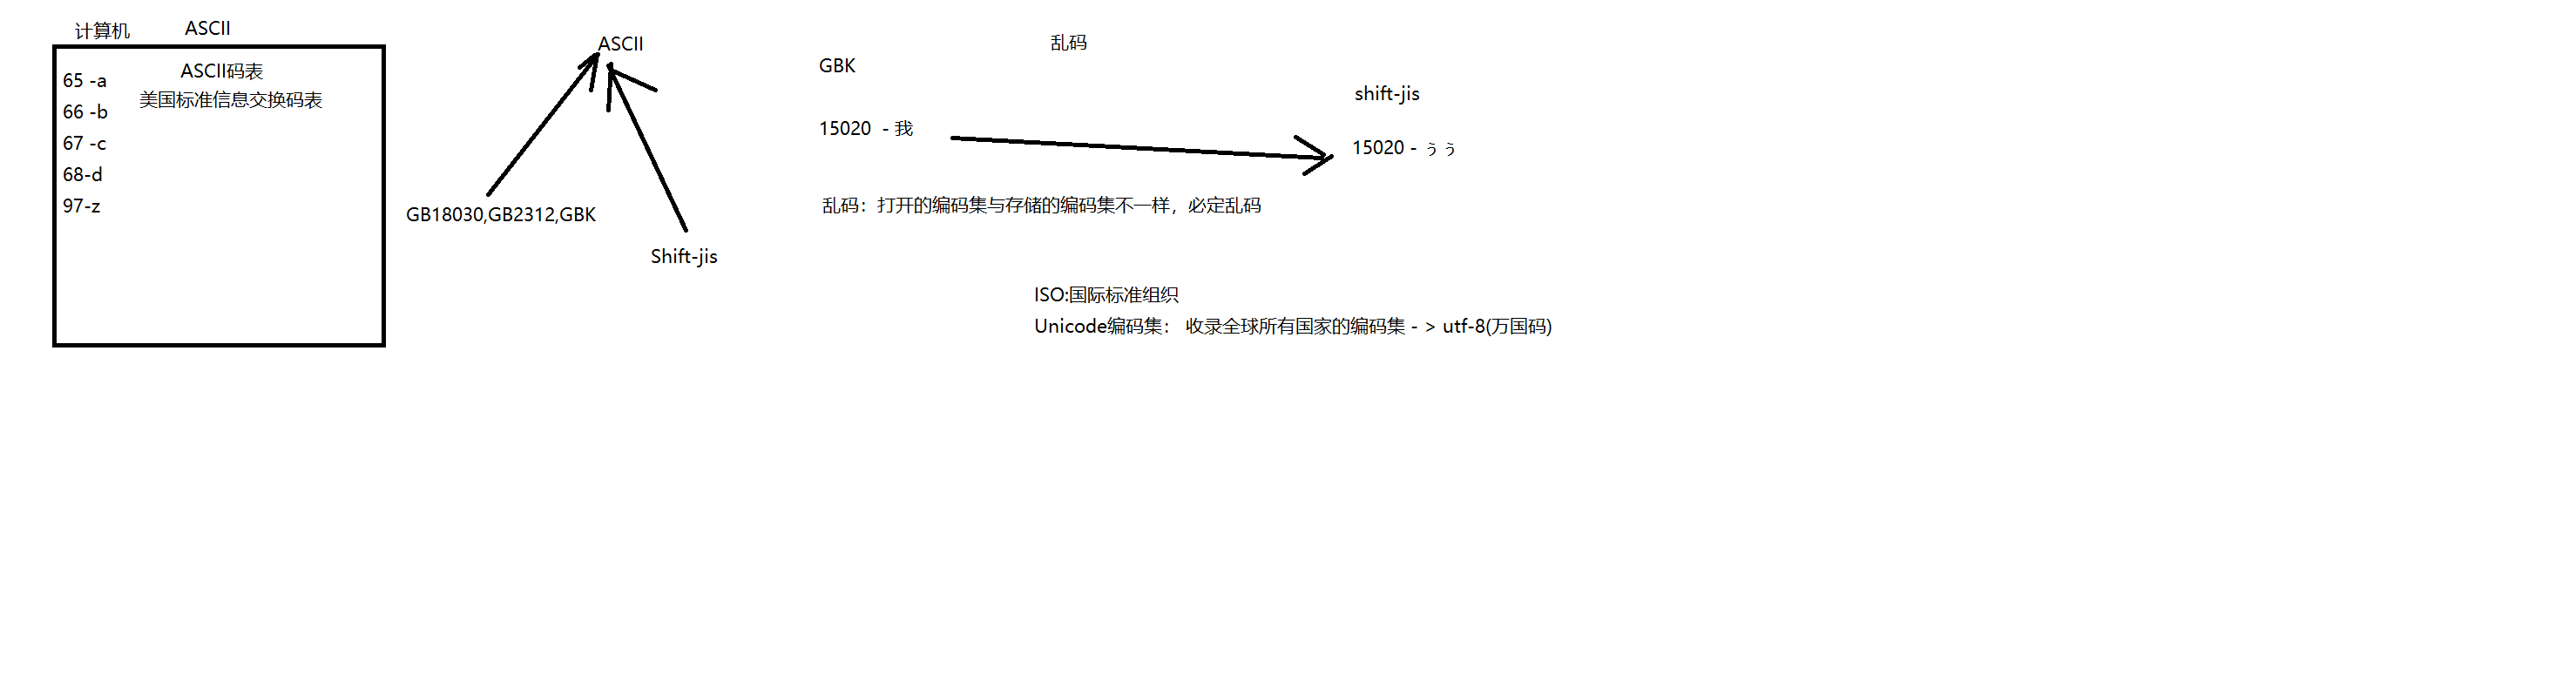 计算机 ASCII
ASCII码表
美国标准信息交换码表
65 -a
66 -b
67 -c
68-d
97-z
ASCII
GB18030,GB2312,GBK
Shift-jis
乱码
GBK
shift-jis
15020 - 我
15020 - ぅぅ
乱码：打开的编码集与存储的编码集不一样，必定乱码
ISO:国际标准组织
Unicode编码集： 收录全球所有国家的编码集 - > utf-8(万国码)